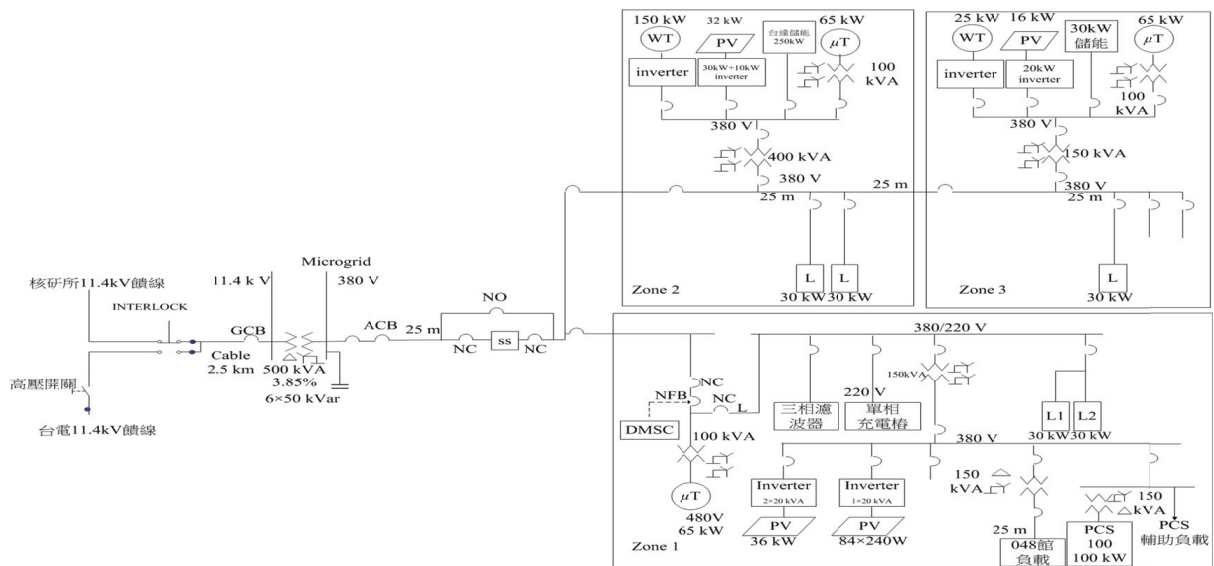 核研所11.4kV饋線
INTERLOCK
高壓開關
台電11.4kV饋線
GCB
Cable
2.5 km
11.4 k V
Microgrid
380 V
500 kVA
3.85%
6×50 kVar
ACB
25 m
NO
NC
SS
NC
150 kW
WT
inverter
32 kW
PV
30kW+10kW
inverter
台達儲能
250kW
65 kW
μT
100
kVA
380 V
400 kVA
380 V
25 m
L
30 kW
L
30 kW
Zone 2
25 m
25 kW
WT
inverter
16 kW
PV
20kW
inverter
30kW
儲能
65 kW
μT
100
kVA
380 V
150 kVA
380 V
25 m
L
30 kW
Zone 3
380/220 V
NC
NFB
NC
L
DMSC
100 kVA
μT
480V
65 kW
三相濾
波器
220 V
單相
充電樁
150kVA
L1
30 kW
L2
30 kW
380 V
Inverter
2×20 kVA
PV
36 kW
Inverter
1×20 kVA
PV
84×240W
150
kVA
25 m
048館
負載
150
kVA
PCS
100
100 kW
PCS
輔助負載
Zone 1